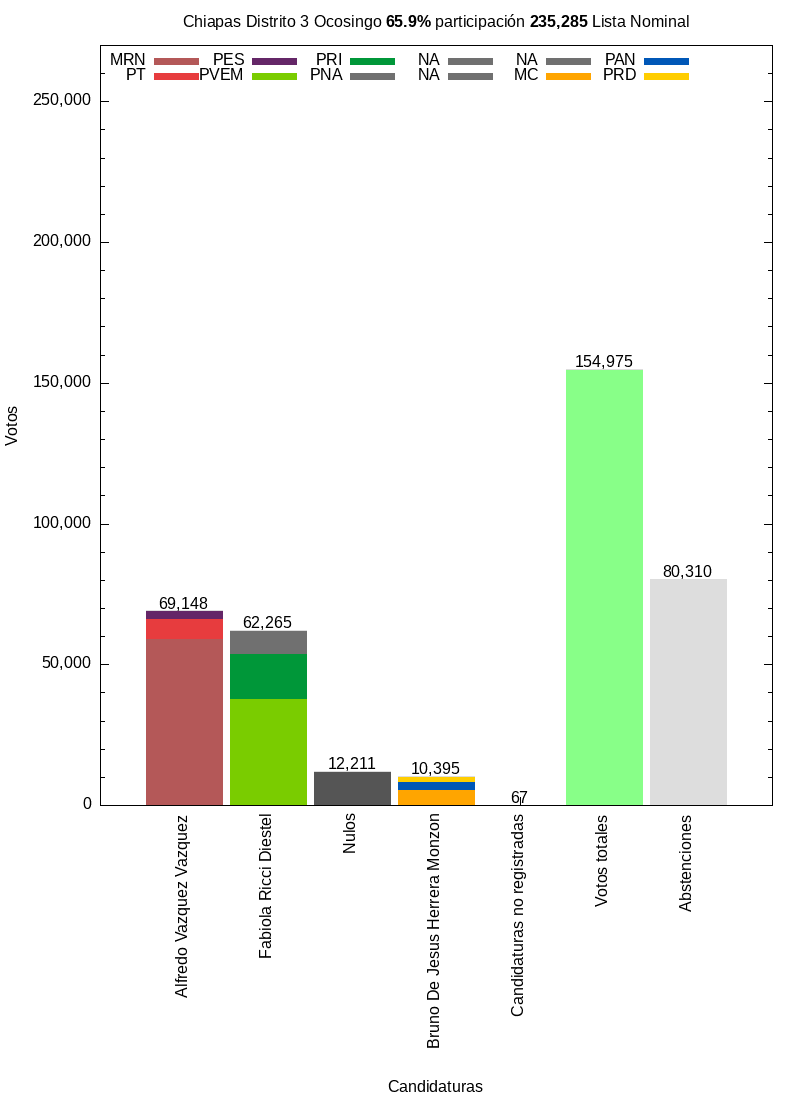 Chiapas Distrito 3 Ocosingo 65.9% participación 235,285 Lista Nominal
MRN PES PRI NA NA PAN
PT PVEM PNA NA MC PRD
250,000
200,000
150,000
100,000
50,000
0
Votos
69,148
62,265
12,211
10,395
67
154,975
80,310
Alfredo Vazquez Vazquez
Fabiola Ricci Diestel
Nulos
Bruno De Jesus Herrera Monzon
Candidaturas no registradas
Votos totales
Abstenciones
Candidaturas